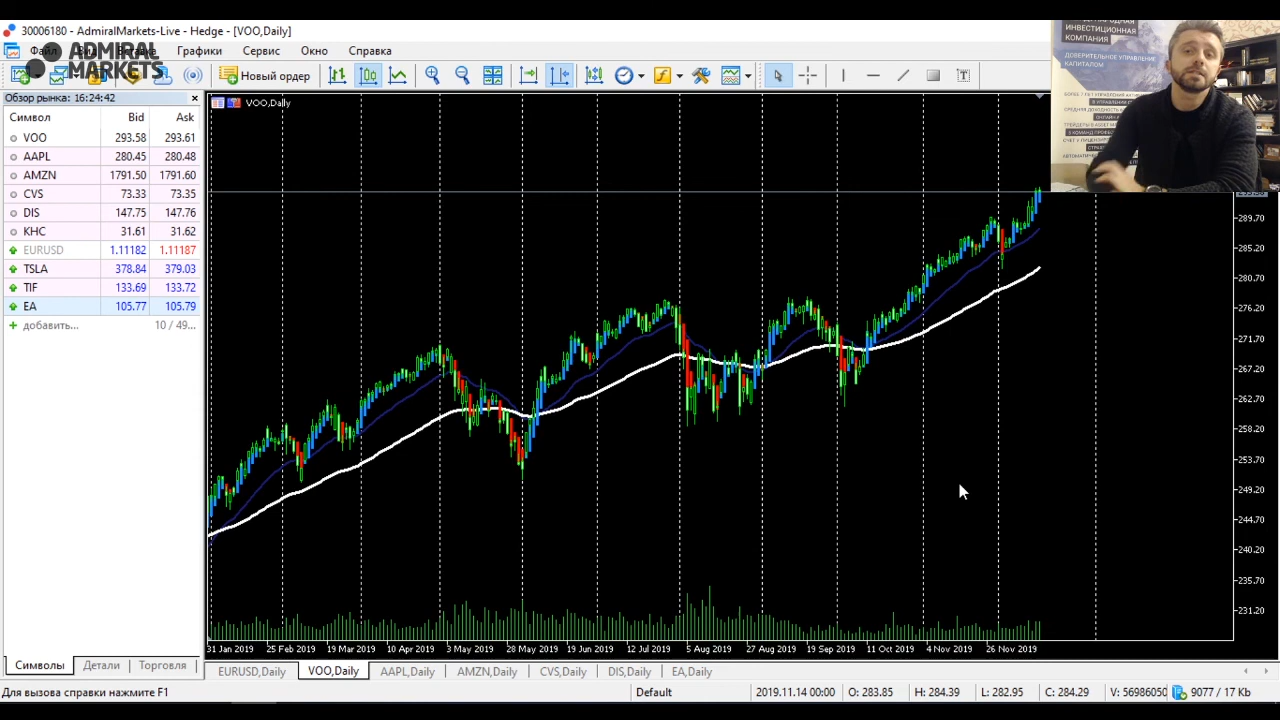 30006180 - AdmiralMarkets-Live - Hedge - [VOO,Daily]
Файл Вид Вставка Графики Сервис Окно Справка
ADMIRAL
MARKETS
Новый ордер
Обзор рынка: 16:24:42
Символ Bid Ask
VOO 293.58 293.61
AAPL 280.45 280.48
AMZN 1791.50 1791.60
CVS 73.33 73.35
DIS 147.75 147.76
KHC 31.61 31.62
EURUSD 1.11182 1.11187
TSLA 378.84 379.03
TIF 133.69 133.72
EA 105.77 105.79
добавить... 10 / 49...
Символы Детали Торговля
VOO,Daily
ИНВЕСТИЦИОННАЯ
КОМПАНИЯ
ДОВЕРИТЕЛЬНОЕ УПРАВЛЕНИЕ
КАПИТАЛОМ
289.70
285.20
280.70
276.20
271.70
267.20
262.70
258.20
253.70
249.20
244.70
240.20
235.70
231.20
31 Jan 2019 25 Feb 2019 19 Mar 2019 10 Apr 2019 3 May 2019 28 May 2019 19 Jun 2019 12 Jul 2019 5 Aug 2019 27 Aug 2019 19 Sep 2019 11 Oct 2019 4 Nov 2019 26 Nov 2019
EURUSD,Daily VOO,Daily AAPL,Daily AMZN,Daily CVS,Daily DIS,Daily EA,Daily
Для вызова справки нажмите F1 Default 2019.11.14 00:00 O: 283.85 H: 284.39 L: 282.95 C: 284.29 V: 56986050 9077 / 17 Kb